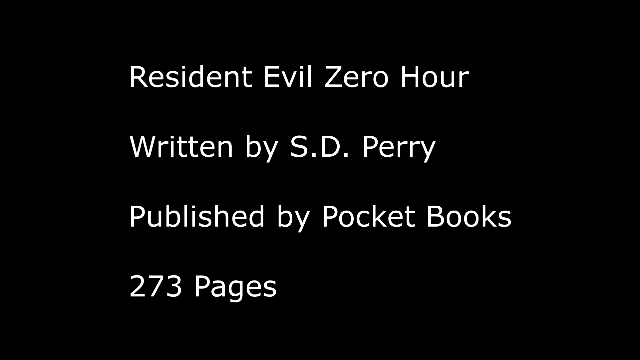 Resident Evil Zero Hour
Written by S.D. Perry
Published by Pocket Books
273 Pages